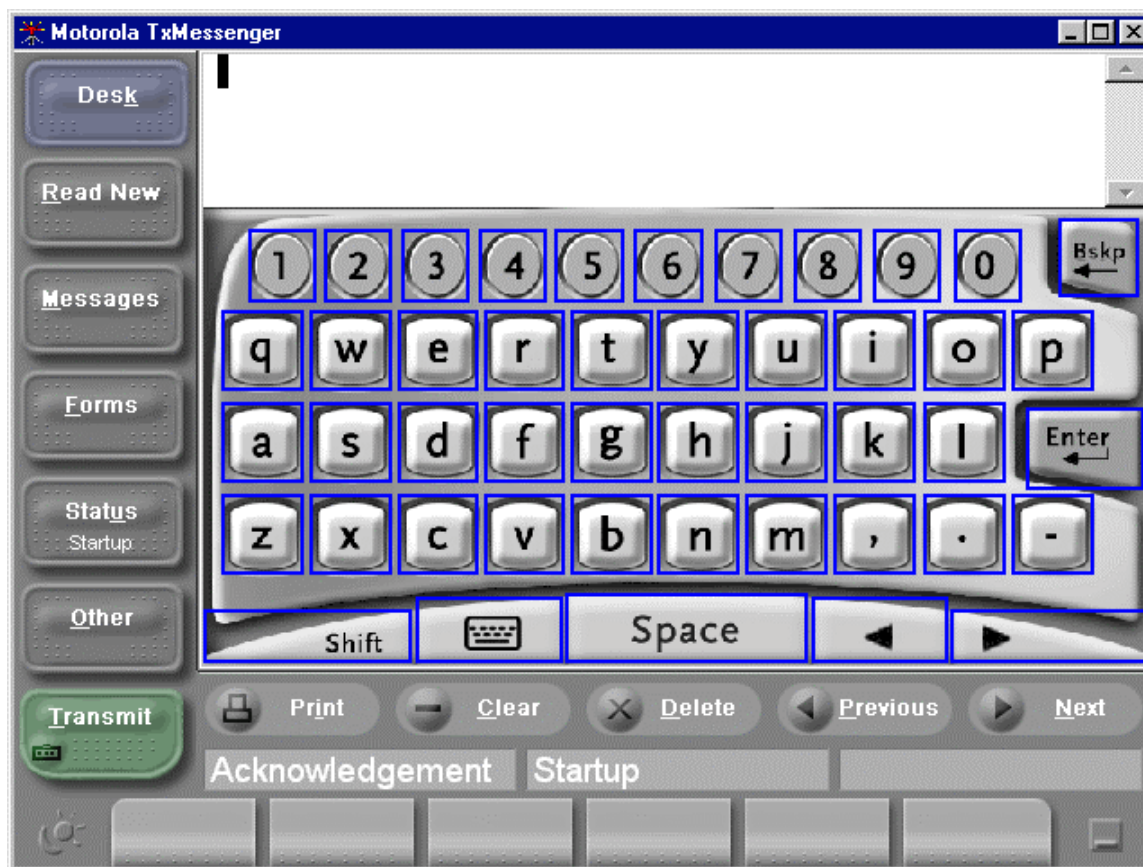 Motorola TxMessenger
Desk
Read New
Messages
Forms
Status
Startup
Other
Transmit
1 2 3 4 5 6 7 8 9 0 Bskp
q w e r t y u i o p
a s d f g h j k l Enter
z x c v b n m , . -
Shift Space
Print Clear Delete Previous Next
Acknowledgement Startup